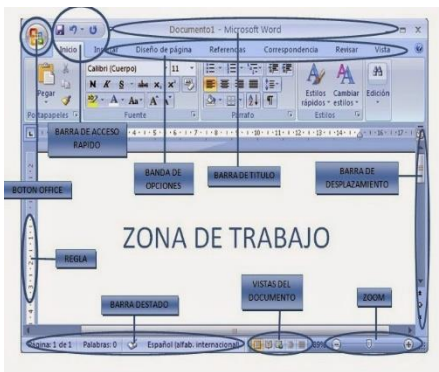 Documento1 - Microsoft Word
Inicio Insertar Diseño de página Referencias Correspondencia Revisar Vista
Calibri (Cuerpo) 11
Pegar N K S abc x₂ x² Estilos rápidos Cambiar estilos Edición
Portapapeles Fuente Párrafo Estilos
BARRA DE ACCESO
RAPIDO
BANDA DE
OPCIONES
BARRA DE TITULO
BARRA DE
DESPLAZAMIENTO
BOTON OFFICE
ZONA DE TRABAJO
REGLA
VISTAS DEL
DOCUMENTO
ZOOM
BARRA DESTADO
Página: 1 de 1 Palabras: 0 Español (alfab. internacional)